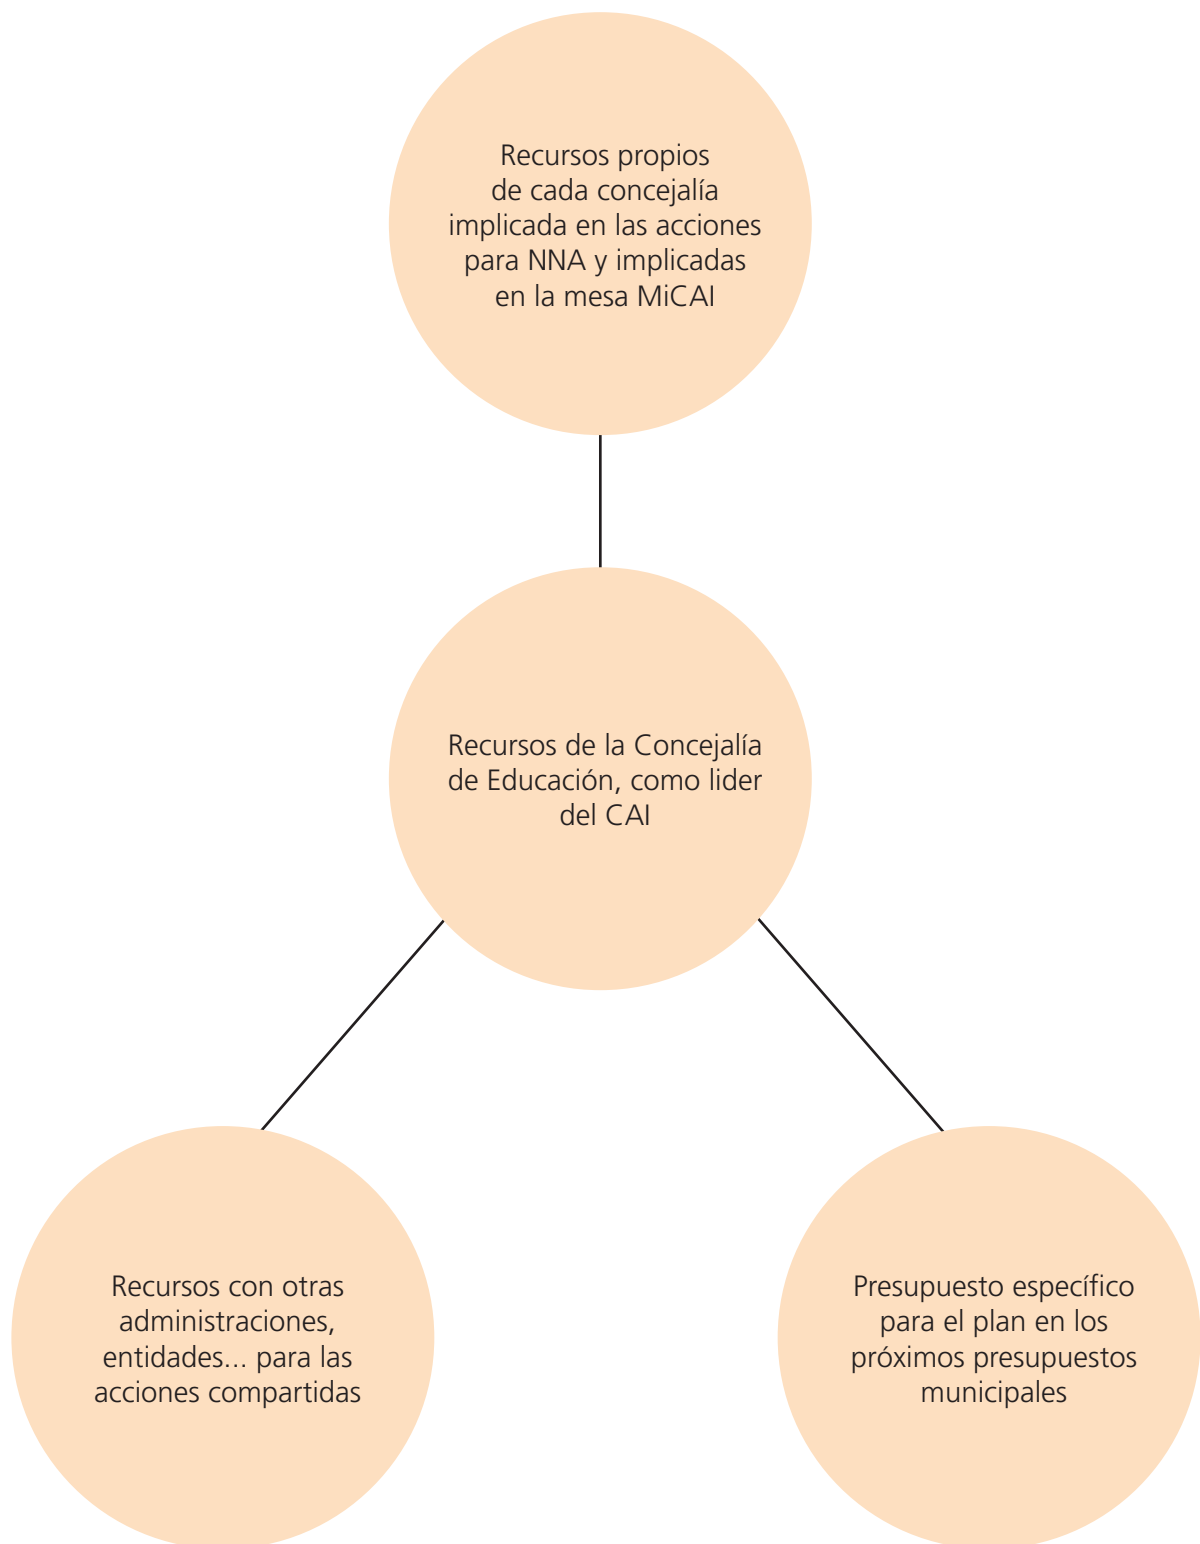 Recursos propios
de cada concejalía
implicada en las acciones
para NNA y implicadas
en la mesa MiCAI
Recursos de la Concejalía
de Educación, como lider
del CAI
Recursos con otras
administraciones,
entidades... para las
acciones compartidas
Presupuesto específico
para el plan en los
próximos presupuestos
municipales